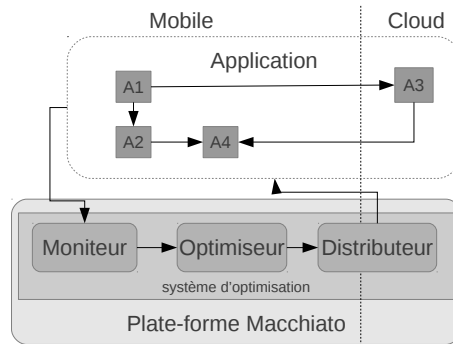 Mobile Cloud
Application
A1 A3
A2 A4
Moniteur Optimiseur Distributeur
système d'optimisation
Plate-forme Macchiato